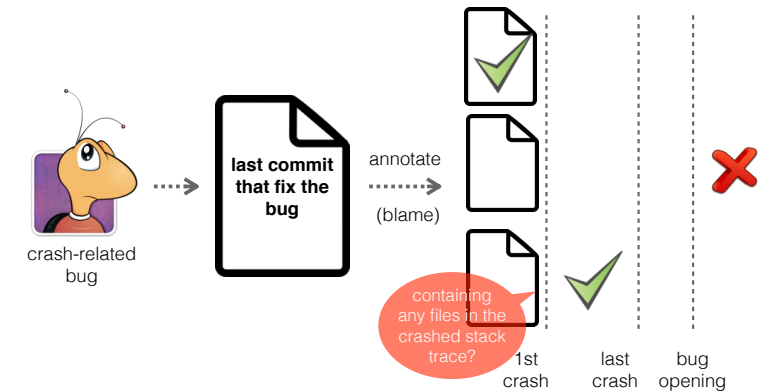 last commit
that fix the
bug
annotate
(blame)
crash-related
bug
containing
any files in the
crashed stack
trace?
1st
crash
last
crash
bug
opening